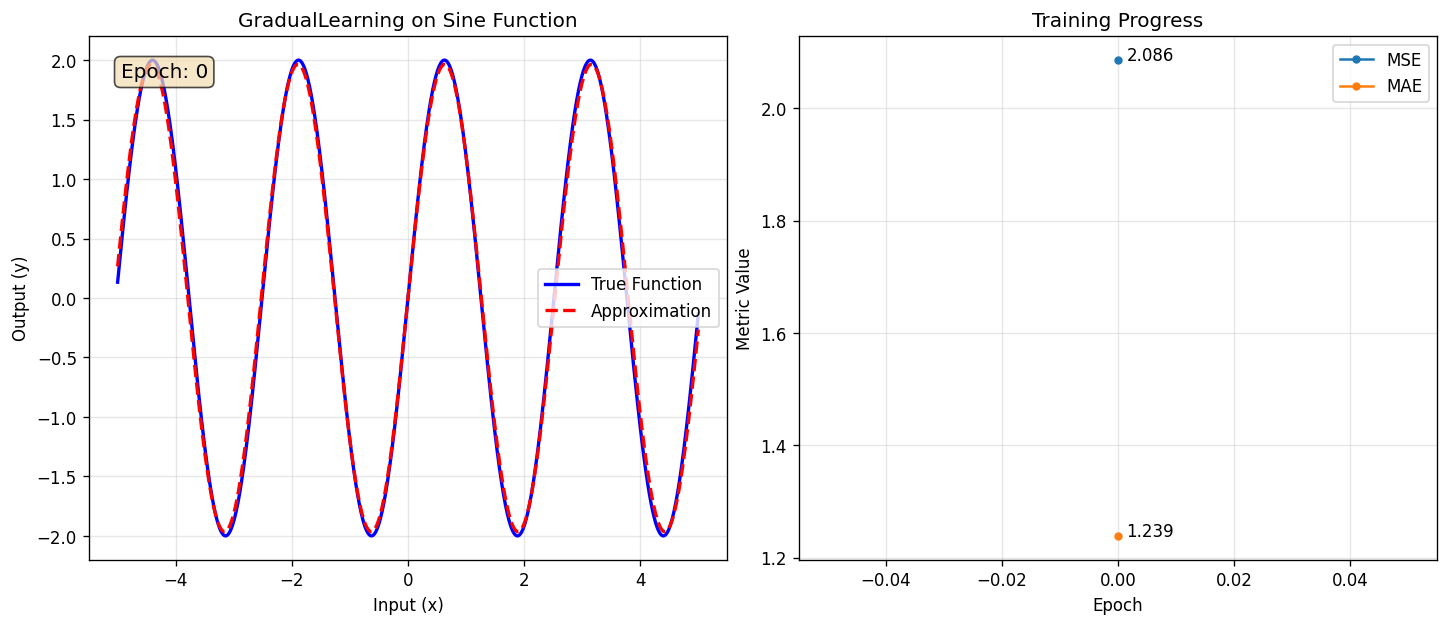 GradualLearning on Sine Function
Epoch: 0
2.0
1.5
1.0
0.5
0.0
−0.5
−1.0
−1.5
−2.0
Output (y)
True Function
Approximation
−4
−2
0
2
4
Input (x)
Training Progress
MSE
MAE
2.086
1.239
2.0
1.8
1.6
1.4
1.2
Metric Value
−0.04
−0.02
0.00
0.02
0.04
Epoch